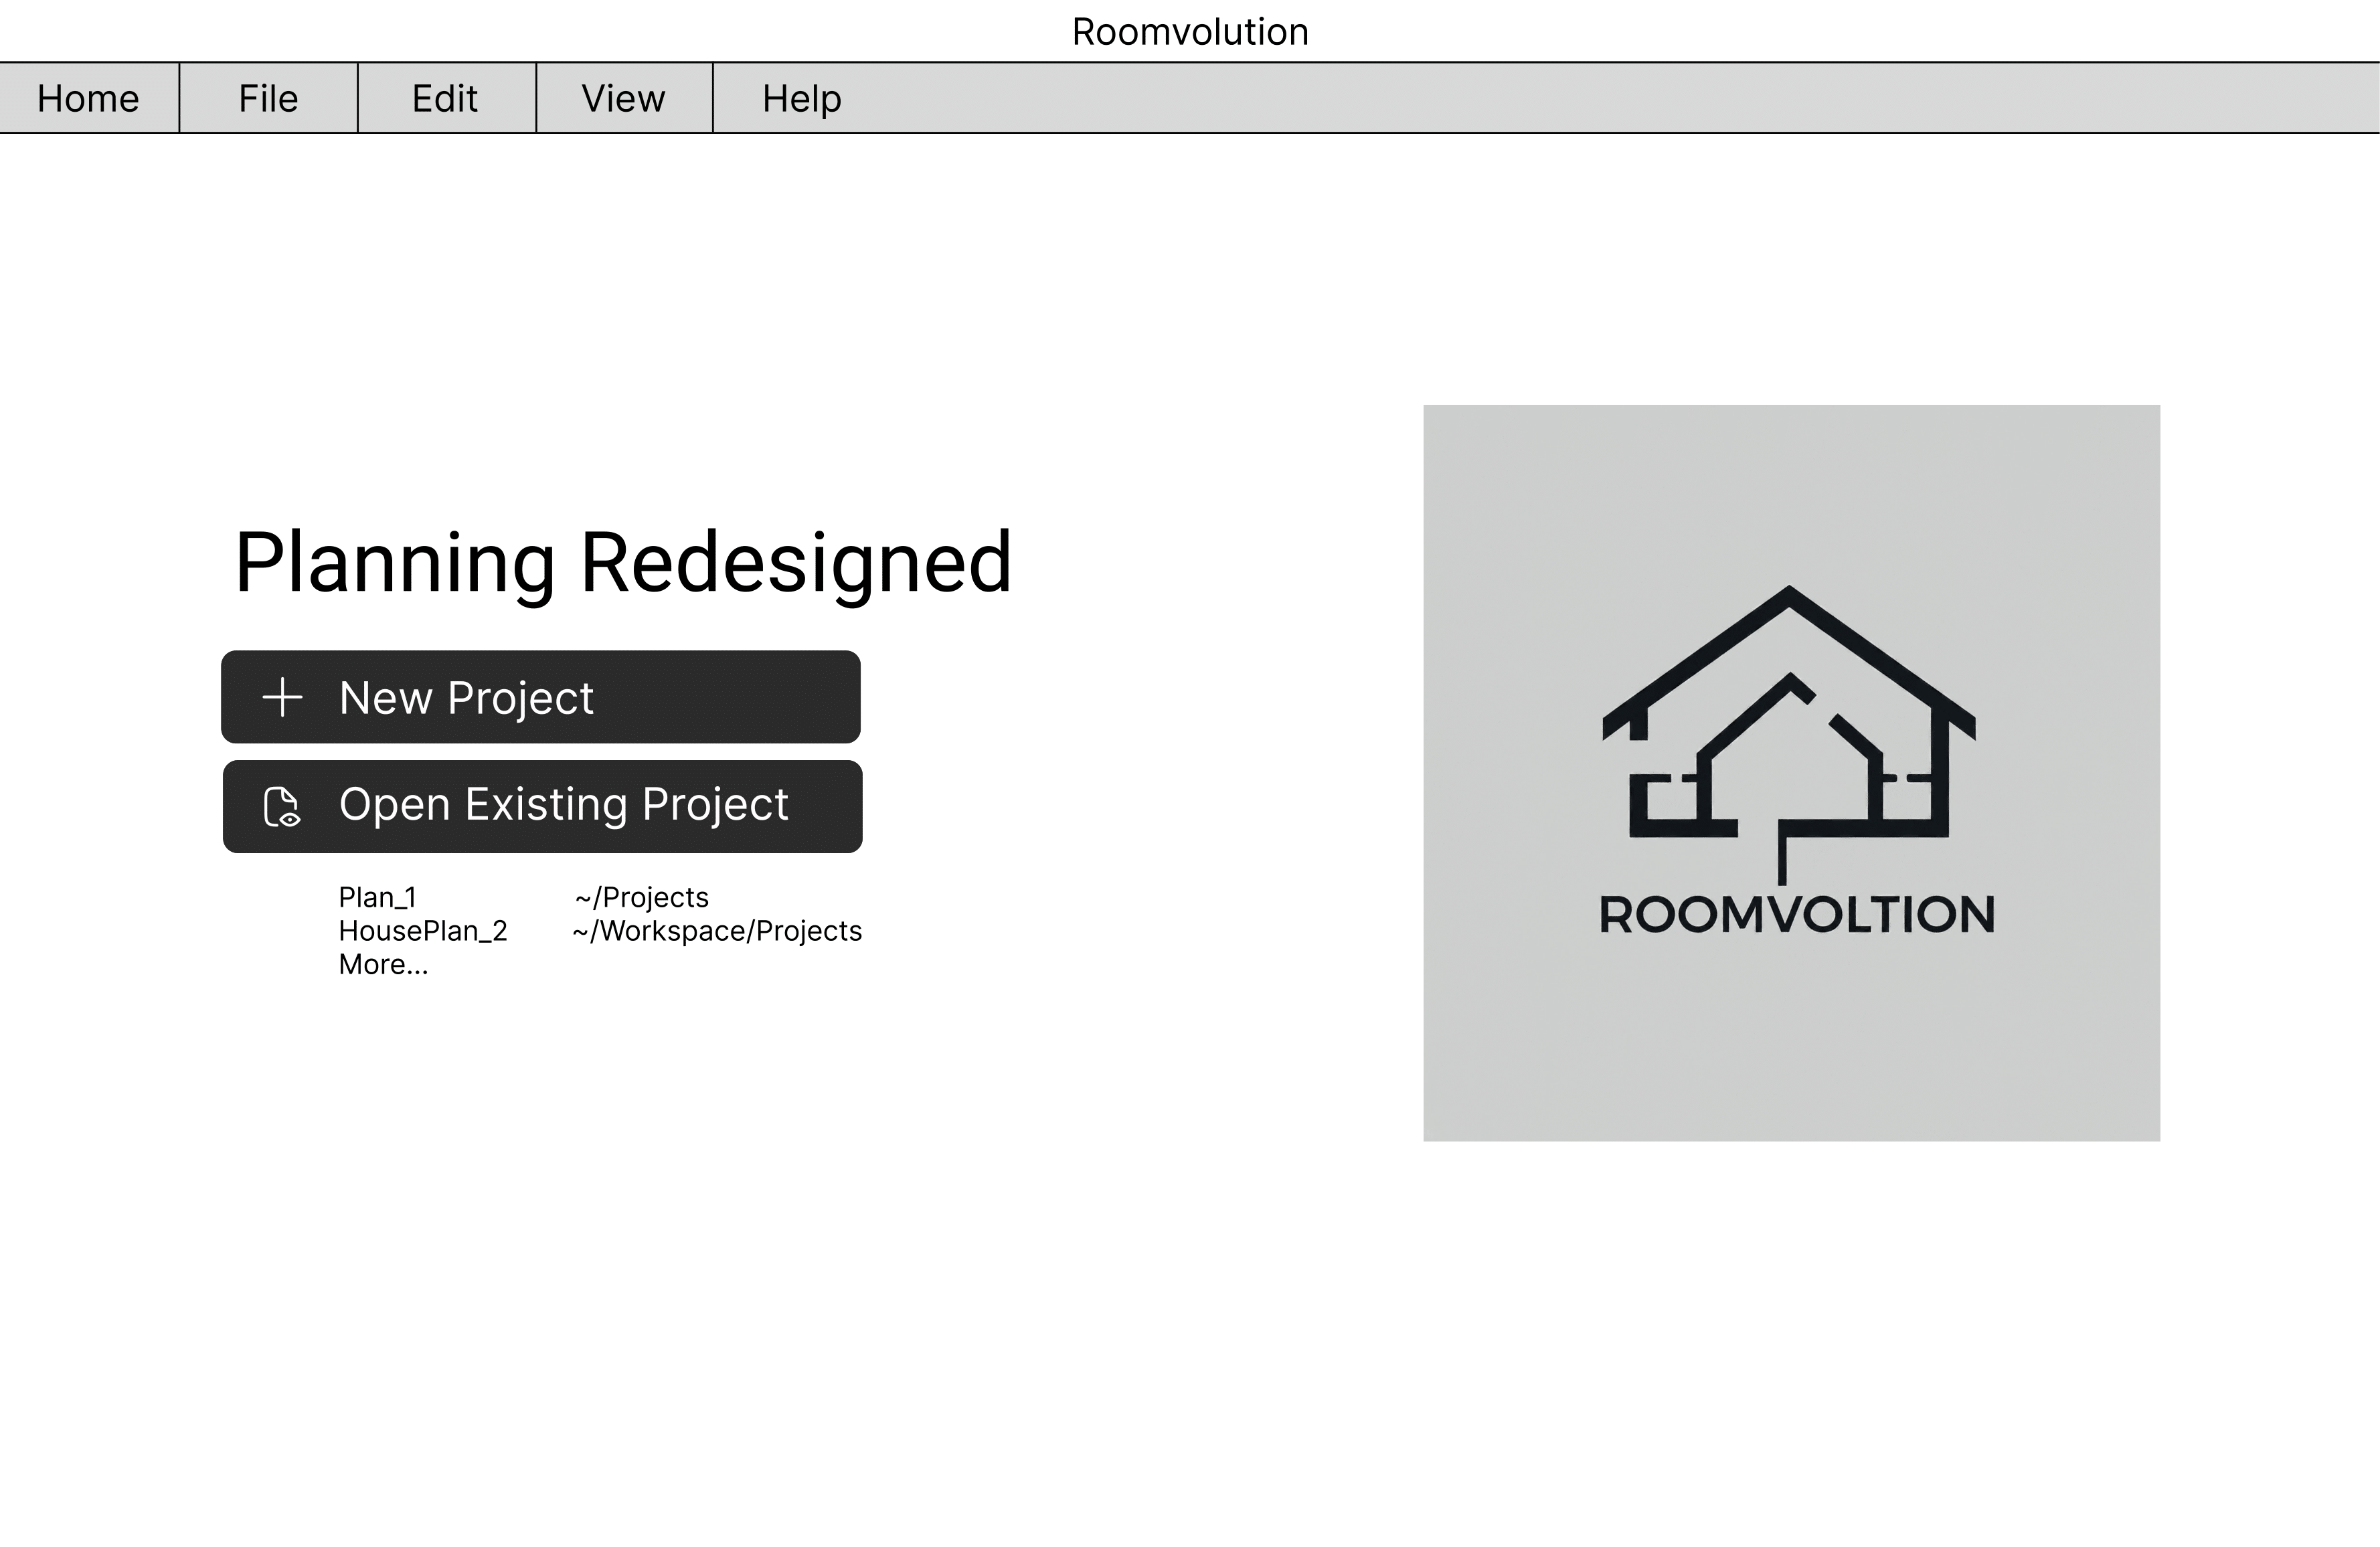 Roomvolution
Home File Edit View Help
Planning Redesigned
New Project
Open Existing Project
Plan_1 ~/Projects
HousePlan_2 ~/Workspace/Projects
More...
ROOMVOLTION